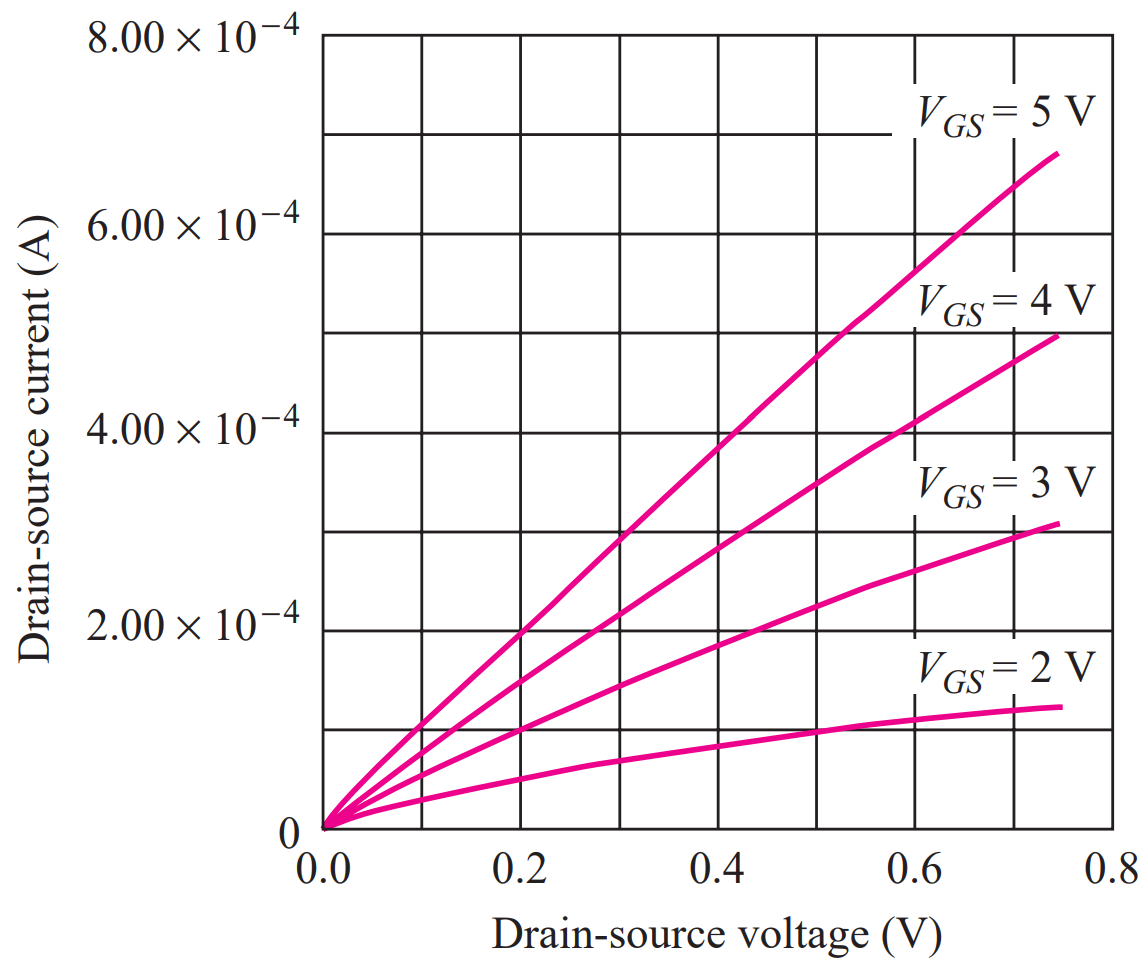 8.00 × 10⁻⁴
V_GS = 5 V
6.00 × 10⁻⁴
V_GS = 4 V
4.00 × 10⁻⁴
V_GS = 3 V
2.00 × 10⁻⁴
V_GS = 2 V
0
0.0 0.2 0.4 0.6 0.8
Drain-source voltage (V)
Drain-source current (A)